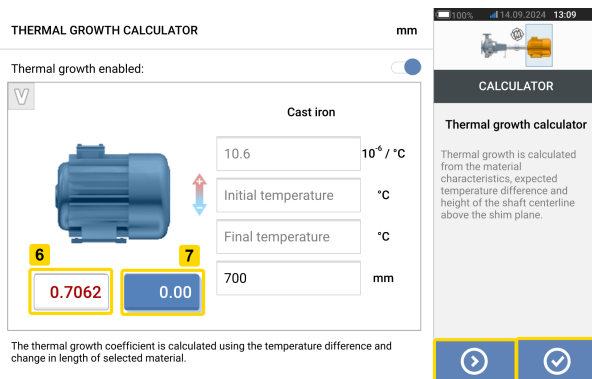 THERMAL GROWTH CALCULATOR
mm
Thermal growth enabled:
V
Cast iron
10.6
10⁻⁶ / °C
Initial temperature
°C
Final temperature
°C
700
mm
6
7
0.7062
0.00
The thermal growth coefficient is calculated using the temperature difference and
change in length of selected material.
100%
14.09.2024 13:09
CALCULATOR
Thermal growth calculator
Thermal growth is calculated
from the material
characteristics, expected
temperature difference and
height of the shaft centerline
above the shim plane.